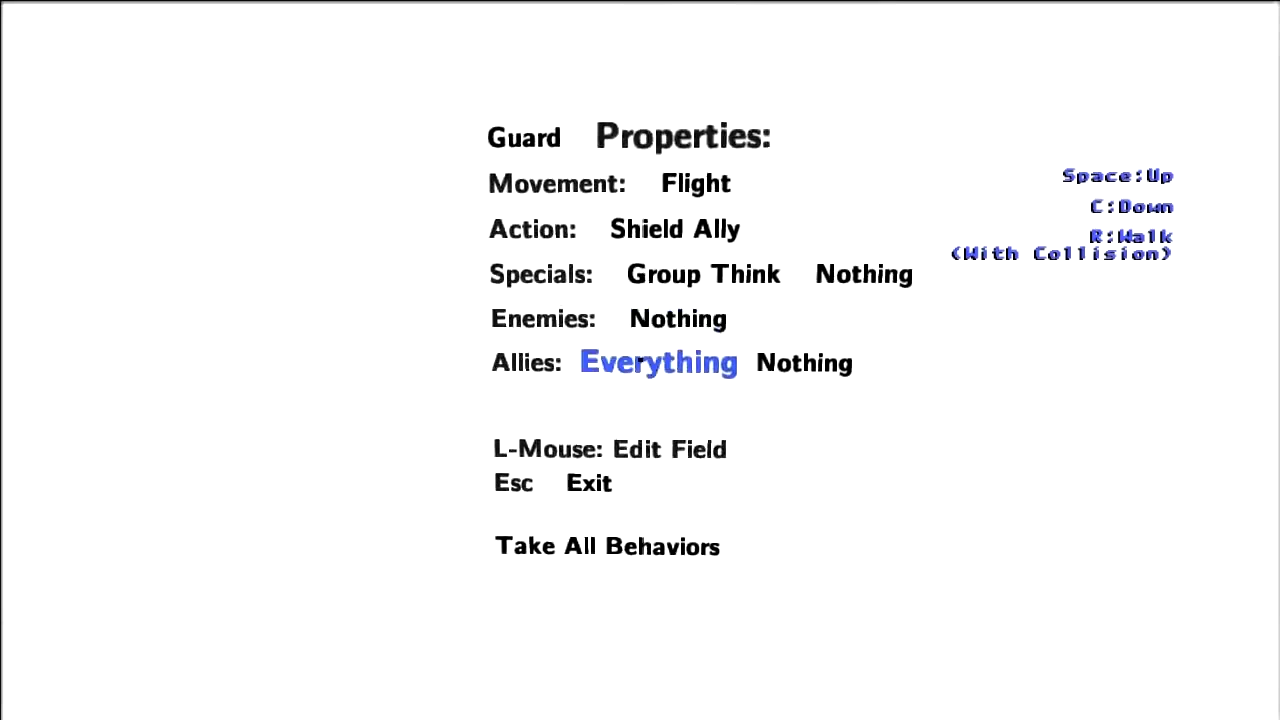 Guard Properties:
Movement: Flight
Action: Shield Ally
Specials: Group Think Nothing
Enemies: Nothing
Allies: Everything Nothing
L-Mouse: Edit Field
Esc Exit
Take All Behaviors
Space:Up
C:Down
R:Walk
(With Collision)